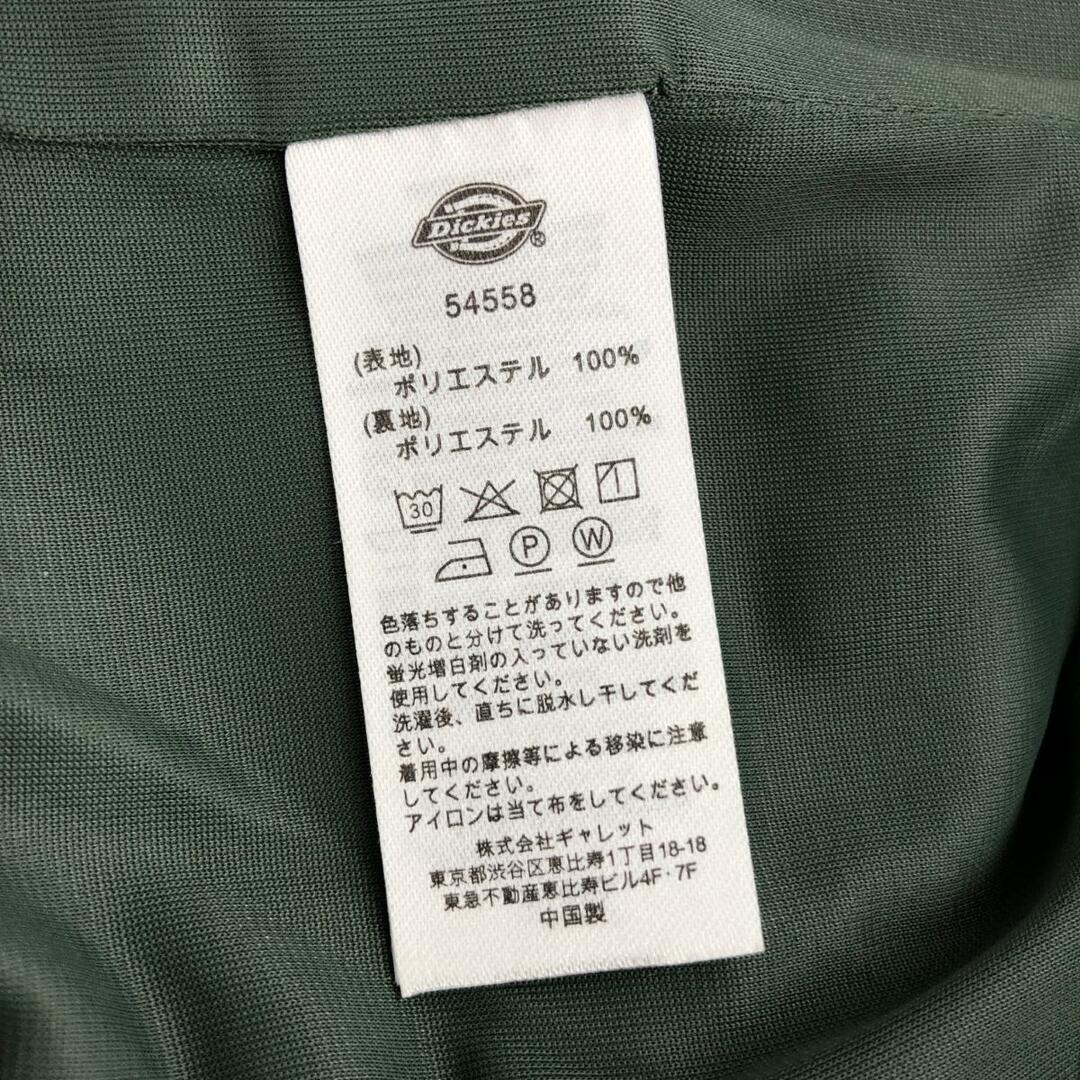 Dickies®
54558
(表地)
ポリエステル 100%
(裏地)
ポリエステル 100%
30
P W
色落ちすることがありますので他
のものと分けて洗ってください。
蛍光増白剤の入っていない洗剤を
使用してください。
洗濯後、直ちに脱水し干してくだ
さい。
着用中の摩擦等による移染に注意
してください。
アイロンは当て布をしてください。
株式会社ギャレット
東京都渋谷区恵比寿1丁目18-18
東急不動産恵比寿ビル4F・7F
中国製